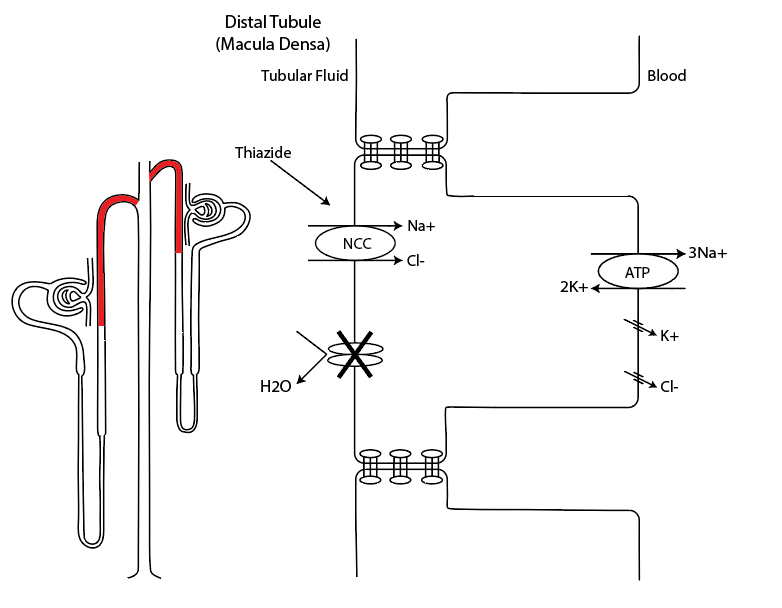 Distal Tubule
(Macula Densa)
Tubular Fluid
Blood
Thiazide
Na+
NCC
Cl-
3Na+
ATP
2K+
K+
H2O
Cl-